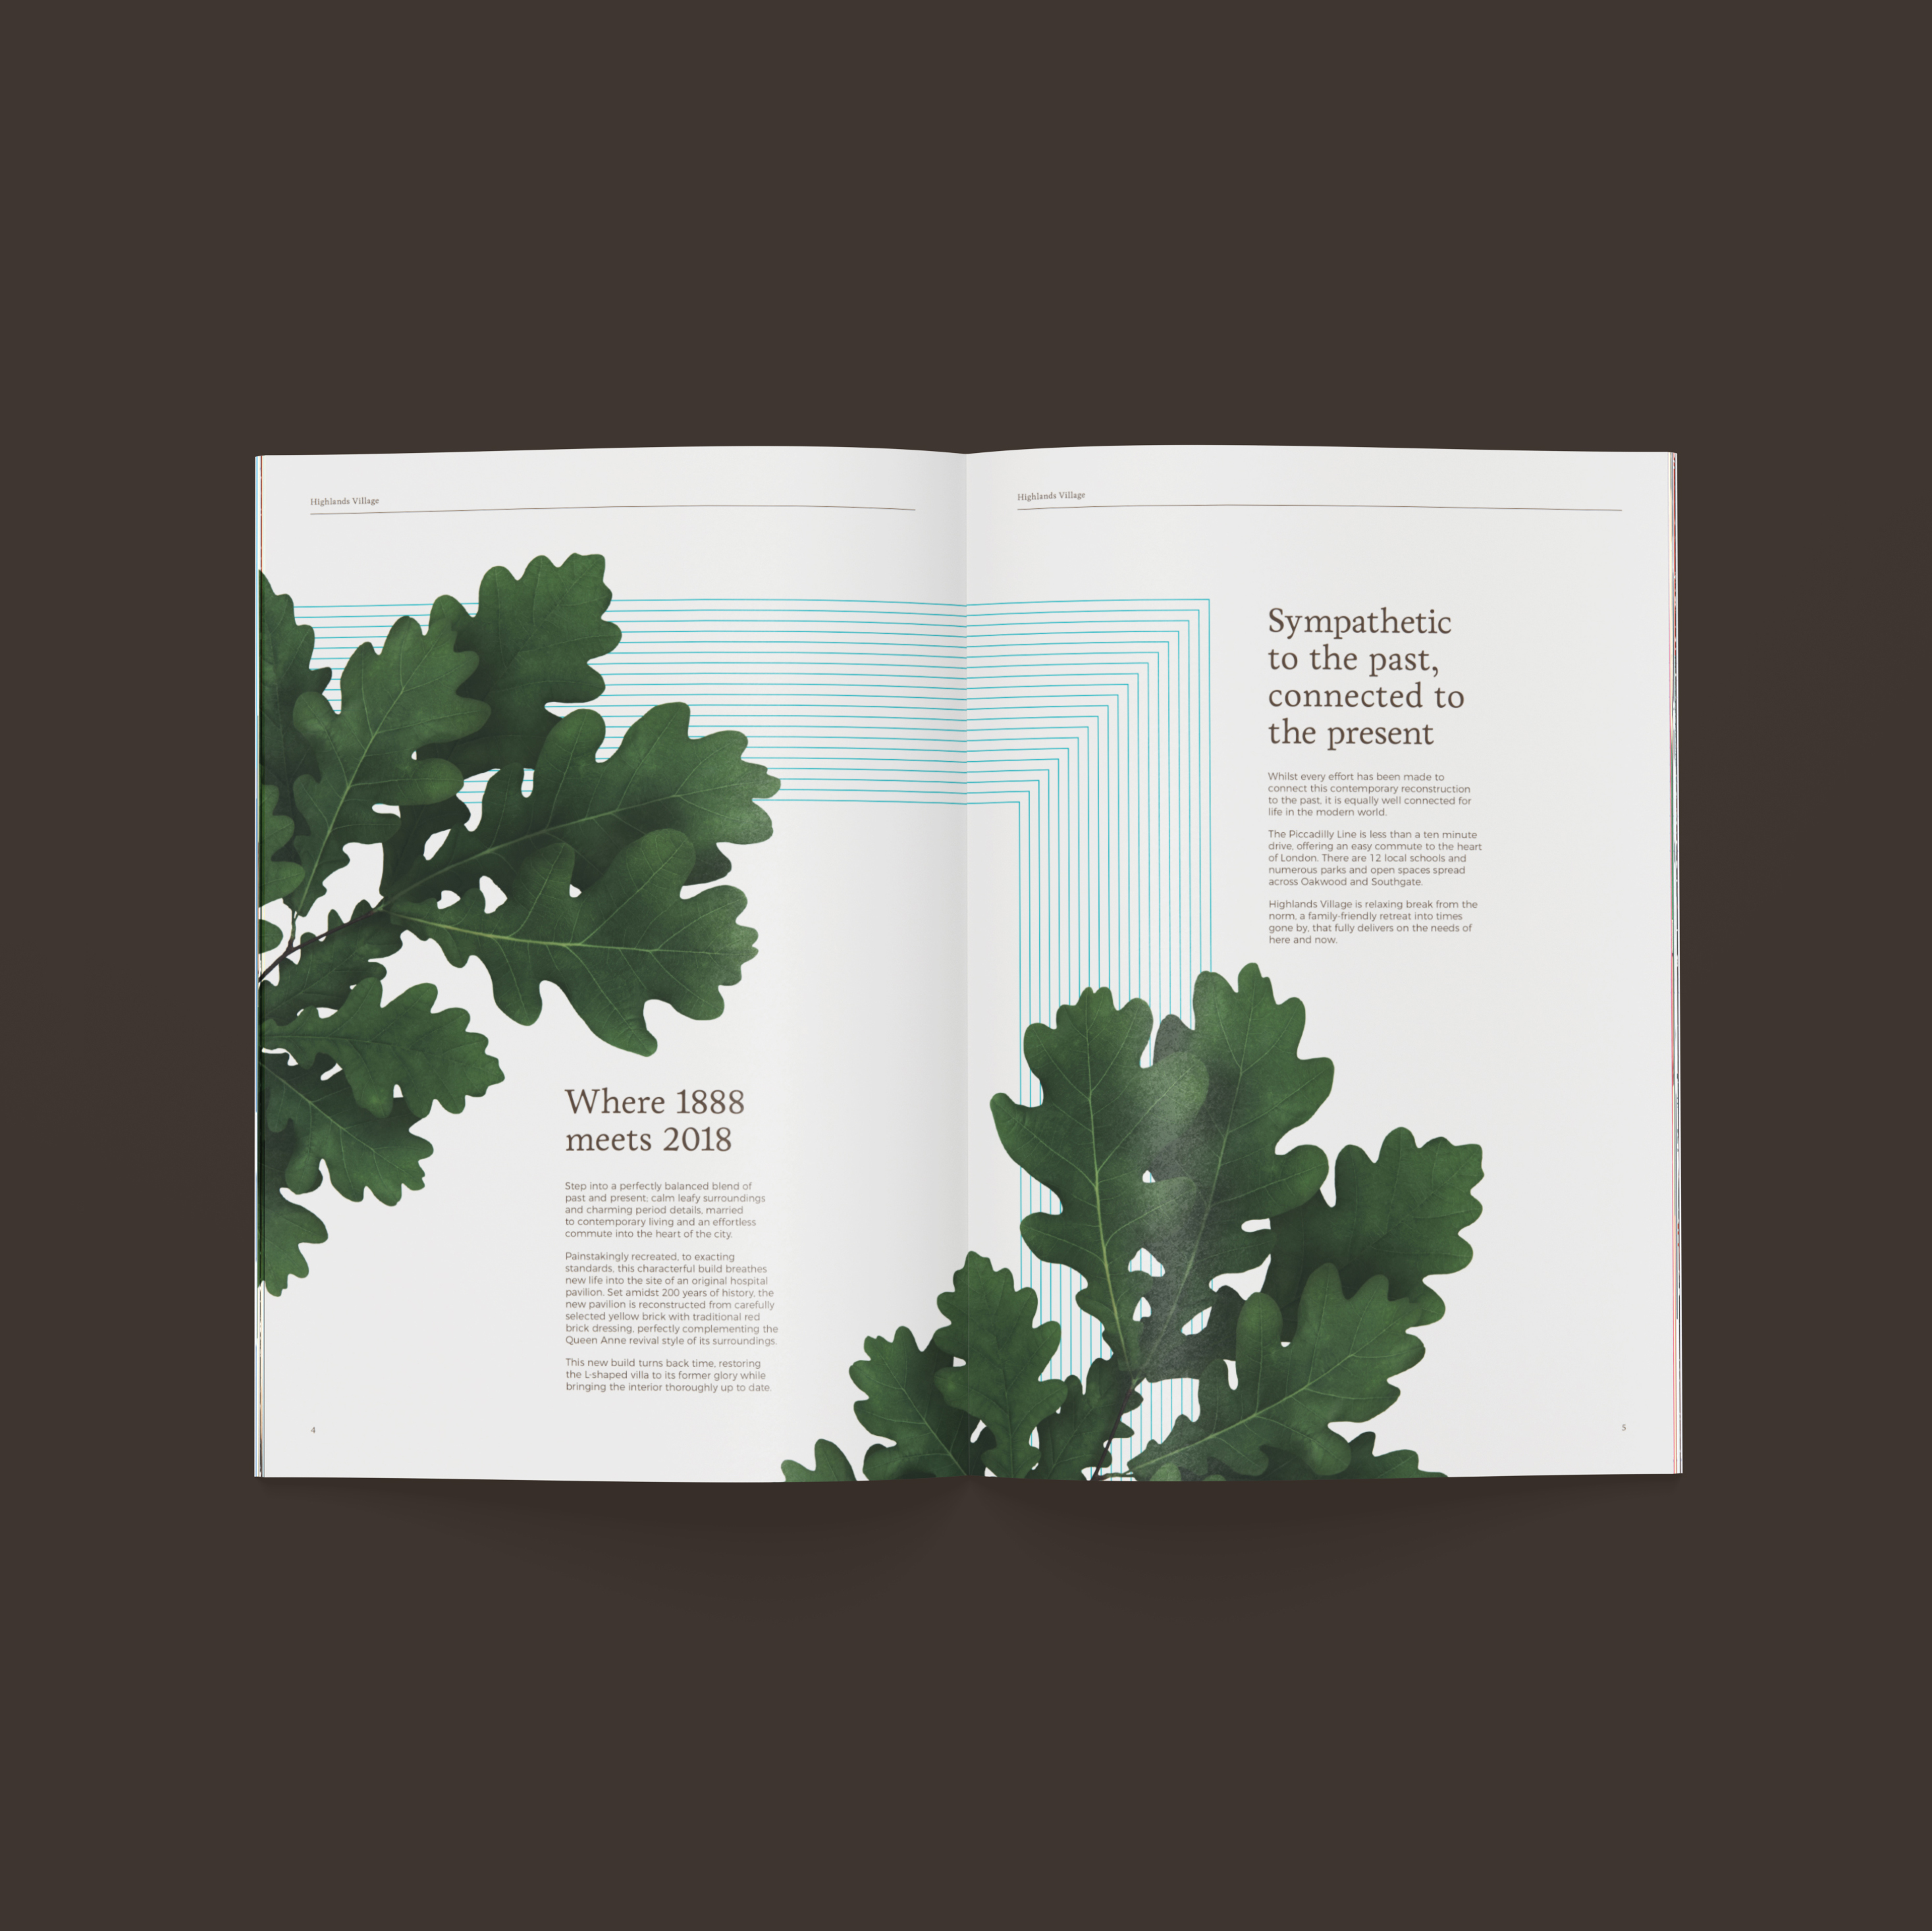 Highlands Village
Where 1888
meets 2018
Step into a perfectly balanced blend of
past and present; calm leafy surroundings
and charming period details, married
to contemporary living and an effortless
commute into the heart of the city.
Painstakingly recreated, to exacting
standards, this characterful build breathes
new life into the site of an original hospital
pavilion. Set amidst 200 years of history, the
new pavilion is reconstructed from carefully
selected yellow brick with traditional red
brick dressing, perfectly complementing the
Queen Anne revival style of its surroundings.
This new build turns back time, restoring
the L-shaped villa to its former glory while
bringing the interior thoroughly up to date.
4
Highlands Village
Sympathetic
to the past,
connected to
the present
Whilst every effort has been made to
connect this contemporary reconstruction
to the past, it is equally well connected for
life in the modern world.
The Piccadilly Line is less than a ten minute
drive, offering an easy commute to the heart
of London. There are 12 local schools and
numerous parks and open spaces spread
across Oakwood and Southgate.
Highlands Village is relaxing break from the
norm, a family-friendly retreat into times
gone by, that fully delivers on the needs of
here and now.
5